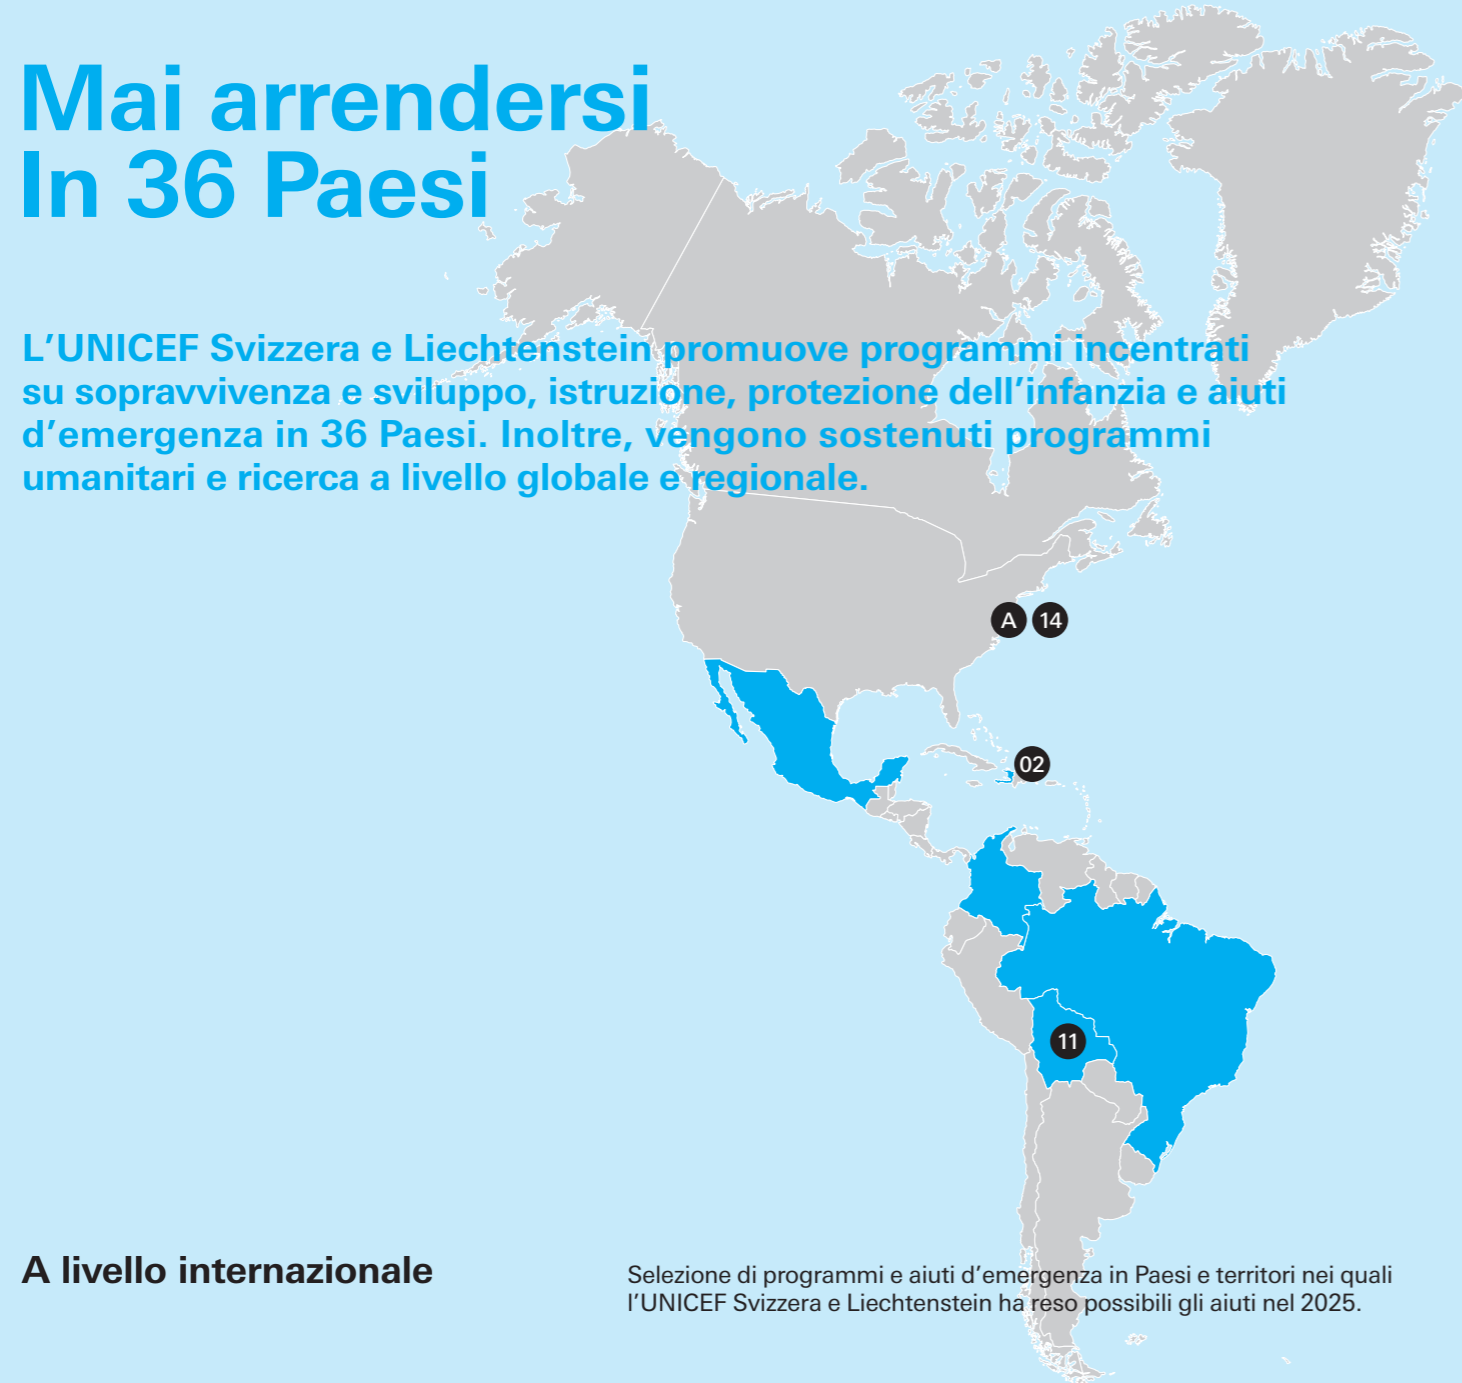 Mai arrendersi
In 36 Paesi
L’UNICEF Svizzera e Liechtenstein promuove programmi incentrati
su sopravvivenza e sviluppo, istruzione, protezione dell’infanzia e aiuti
d’emergenza in 36 Paesi. Inoltre, vengono sostenuti programmi
umanitari e ricerca a livello globale e regionale.
A 14
02
11
A livello internazionale
Selezione di programmi e aiuti d’emergenza in Paesi e territori nei quali
l’UNICEF Svizzera e Liechtenstein ha reso possibili gli aiuti nel 2025.